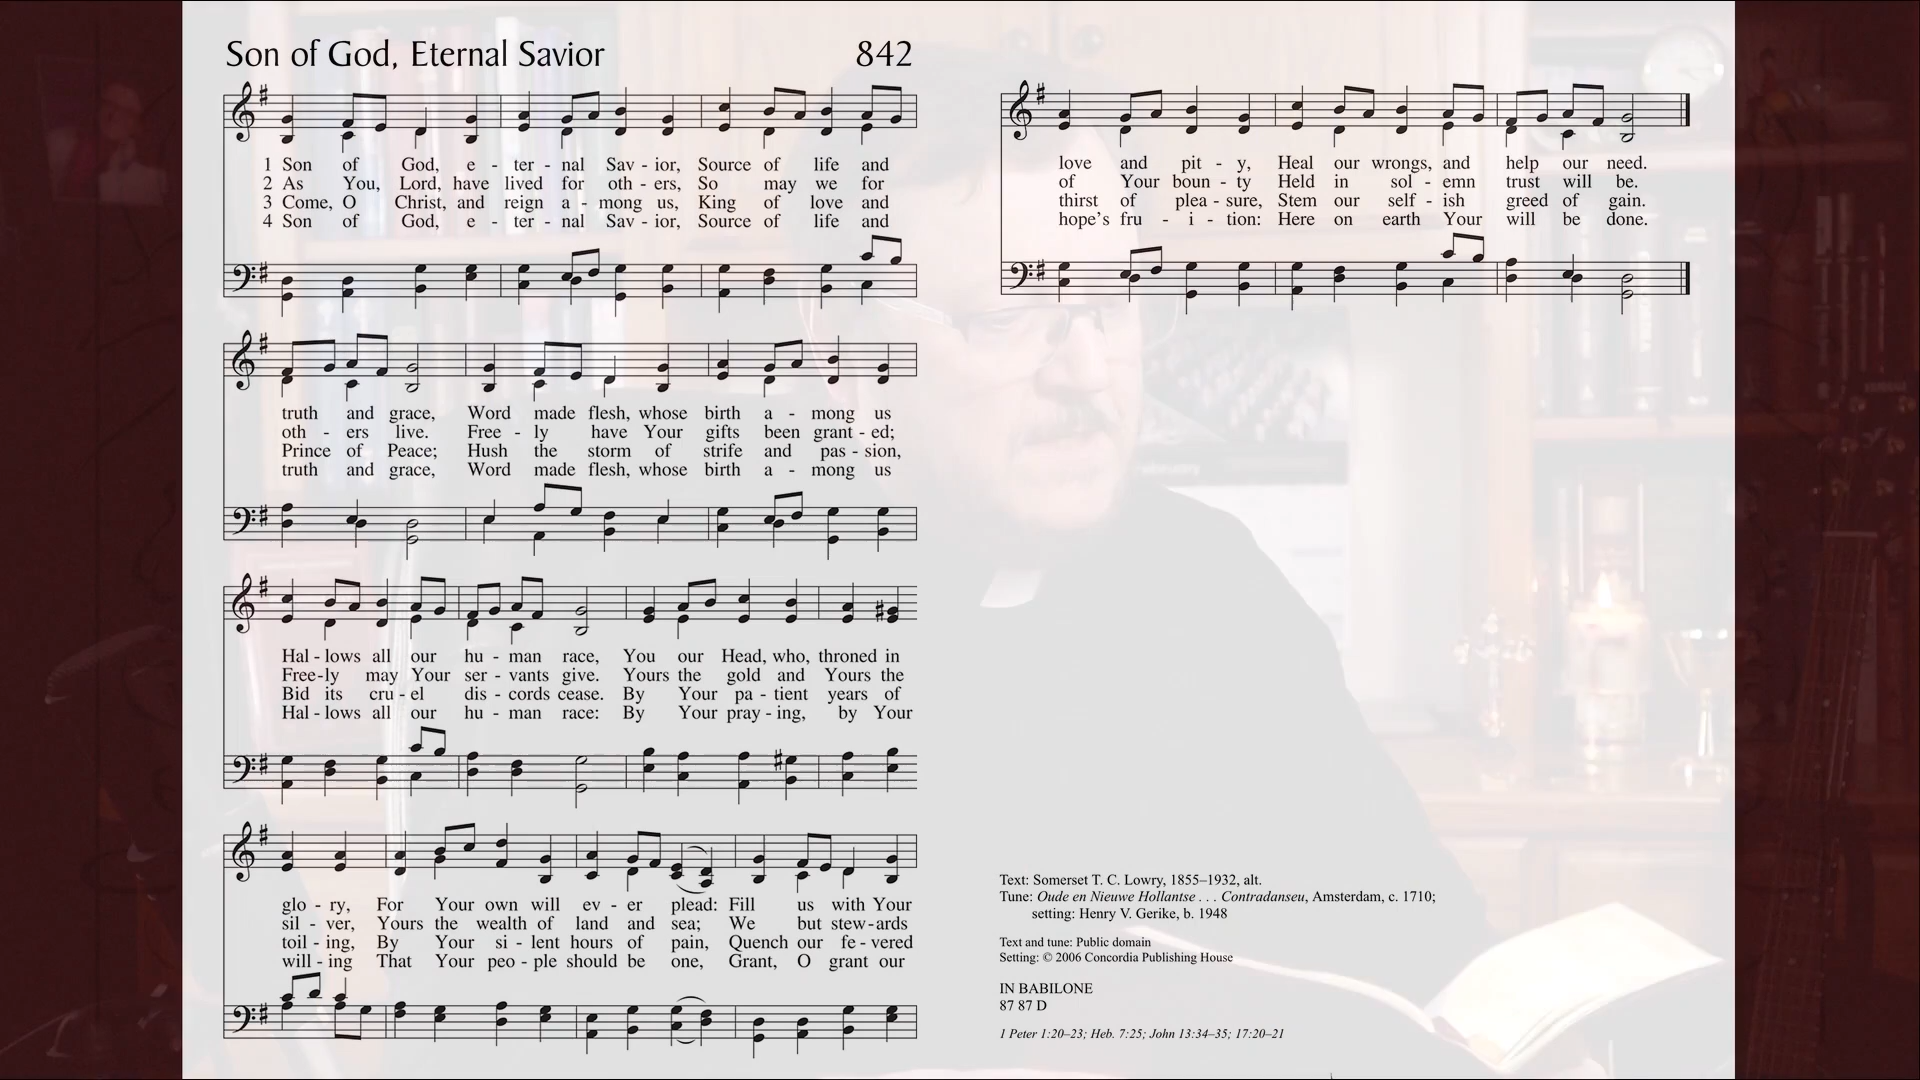 Son of God, Eternal Savior 842
1 Son of God, e - ter - nal Sav - ior, Source of life and
2 As You, Lord, have lived for oth - ers, So may we for
3 Come, O Christ, and reign a - mong us, King of love and
4 Son of God, e - ter - nal Sav - ior, Source of life and
truth and grace, Word made flesh, whose birth a - mong us
oth - ers live. Free - ly have Your gifts been grant - ed;
Prince of Peace; Hush the storm of strife and pas - sion,
truth and grace, Word made flesh, whose birth a - mong us
Hal - lows all our hu - man race, You our Head, who, throned in
Free - ly may Your ser - vants give. Yours the gold and Yours the
Bid its cru - el dis - cords cease. By Your pa - tient years of
Hal - lows all our hu - man race: By Your pray - ing, by Your
glo - ry, For Your own will ev - er plead: Fill us with Your
sil - ver, Yours the wealth of land and sea; We but stew - ards
toil - ing, By Your si - lent hours of pain, Quench our fe - vered
will - ing That Your peo - ple should be one, Grant, O grant our
love and pit - y, Heal our wrongs, and help our need.
of Your boun - ty Held in sol - emn trust will be.
thirst of plea - sure, Stem our self - ish greed of gain.
hope's fru - i - tion: Here on earth Your will be done.
Text: Somerset T. C. Lowry, 1855–1932, alt.
Tune: Oude en Nieuwe Hollantse . . . Contradanseu, Amsterdam, c. 1710;
setting: Henry V. Gerike, b. 1948
Text and tune: Public domain
Setting: © 2006 Concordia Publishing House
IN BABILONE
87 87 D
1 Peter 1:20–23; Heb. 7:25; John 13:34–35; 17:20–21